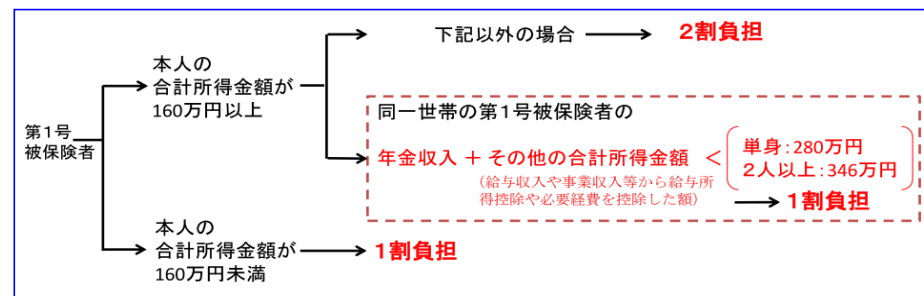 下記以外の場合
2割負担
本人の
合計所得金額が
160万円以上
同一世帯の第1号被保険者の
第1号
被保険者
年金収入 + その他の合計所得金額 <
単身:280万円
2人以上:346万円
(給与収入や事業収入等から給与所
得控除や必要経費を控除した額)
1割負担
本人の
合計所得金額が
160万円未満
1割負担